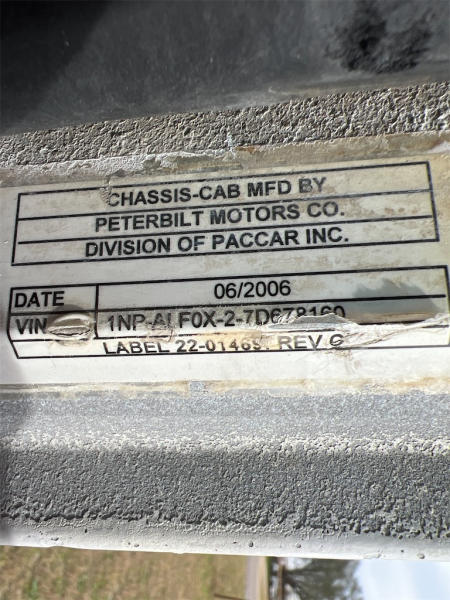 CHASSIS-CAB MFD BY
PETERBILT MOTORS CO.
DIVISION OF PACCAR INC.
DATE 06/2006
VIN
LABEL REV